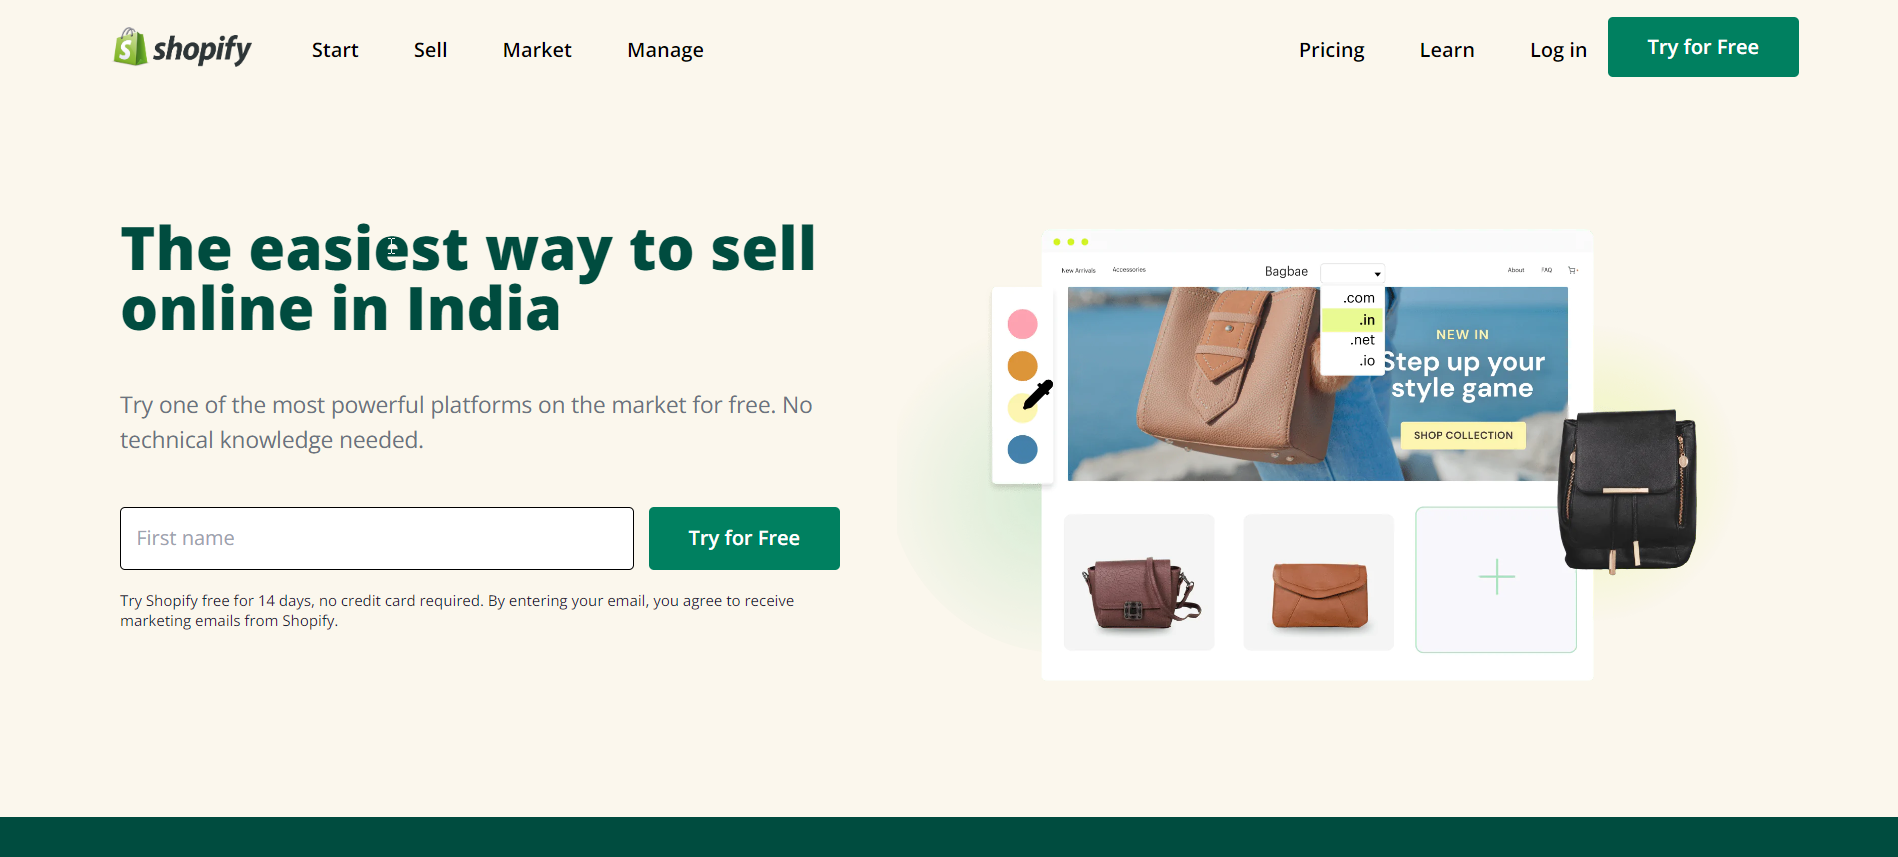 shopify
Start
Sell
Market
Manage
Pricing
Learn
Log in
Try for Free
The easiest way to sell
online in India
Try one of the most powerful platforms on the market for free. No
technical knowledge needed.
First name
Try for Free
Try Shopify free for 14 days, no credit card required. By entering your email, you agree to receive
marketing emails from Shopify.
New Arrivals
Accessories
Bagbae
About
FAQ
.com
.in
.net
.io
NEW IN
Step up your
style game
SHOP COLLECTION